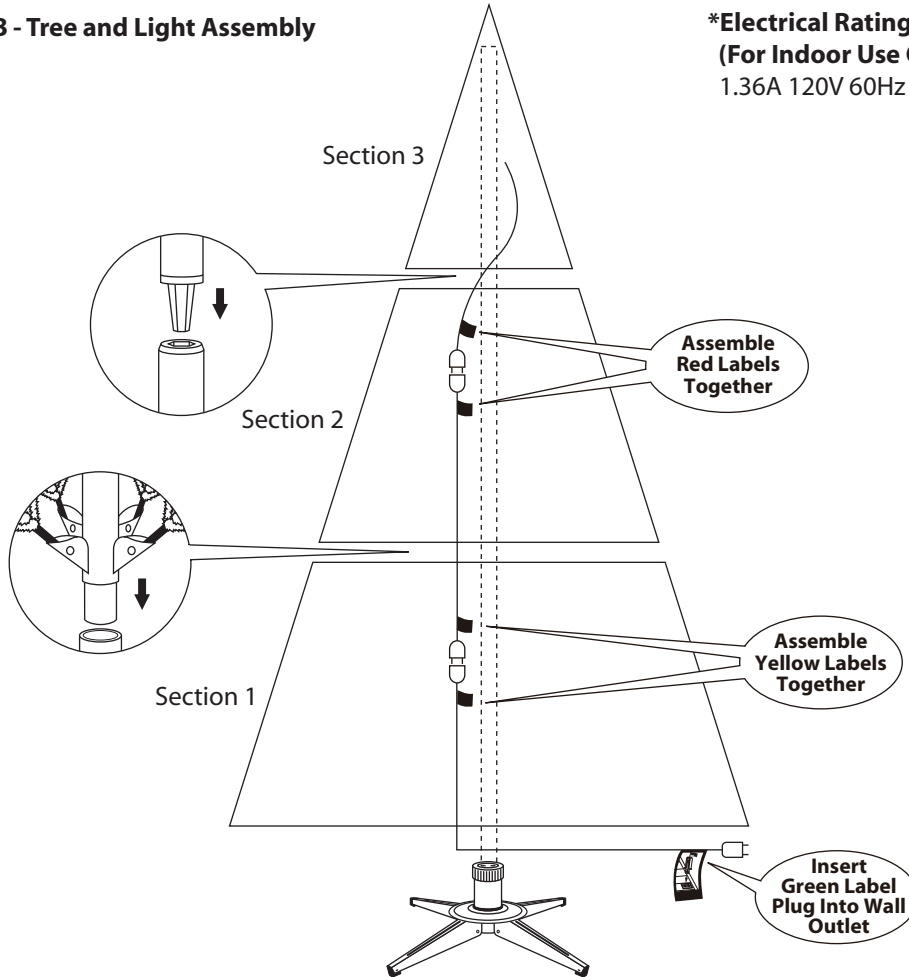 3 - Tree and Light Assembly
*Electrical Rating
(For Indoor Use
1.36A 120V 60Hz
Section 3
Assemble
Red Labels
Together
Section 2
Assemble
Yellow Labels
Together
Section 1
Insert
Green Label
Plug Into Wall
Outlet